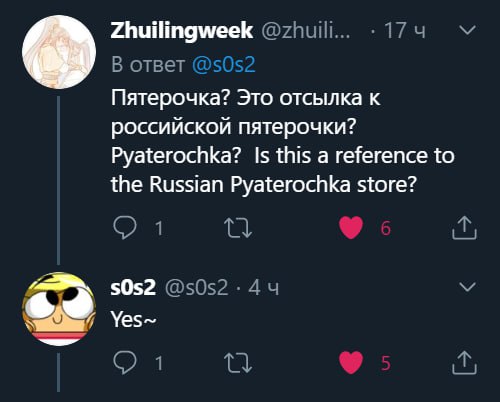 Zhuilingweek @zhuili... · 17 ч
В ответ @s0s2
Пятерочка? Это отсылка к
российской пятерочки?
Pyaterochka?  Is this a reference to
the Russian Pyaterochka store?
1 6
s0s2 @s0s2 · 4 ч
Yes~
1 5